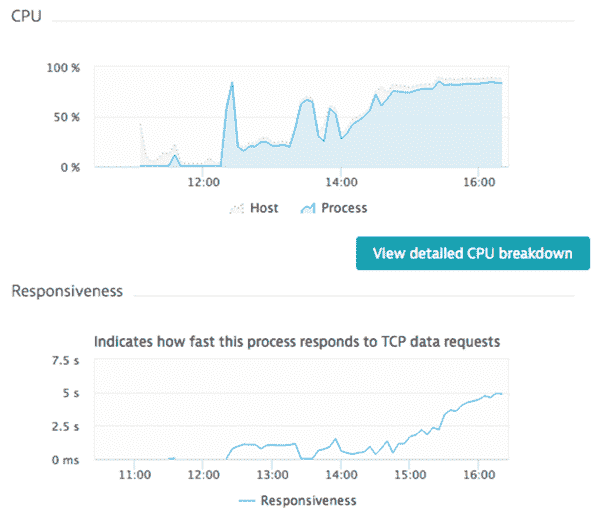 CPU
100 %
50 %
0 %
12:00 14:00 16:00
Host Process
View detailed CPU breakdown
Responsiveness
Indicates how fast this process responds to TCP data requests
7.5 s
5 s
2.5 s
0 ms
11:00 12:00 13:00 14:00 15:00 16:00
Responsiveness